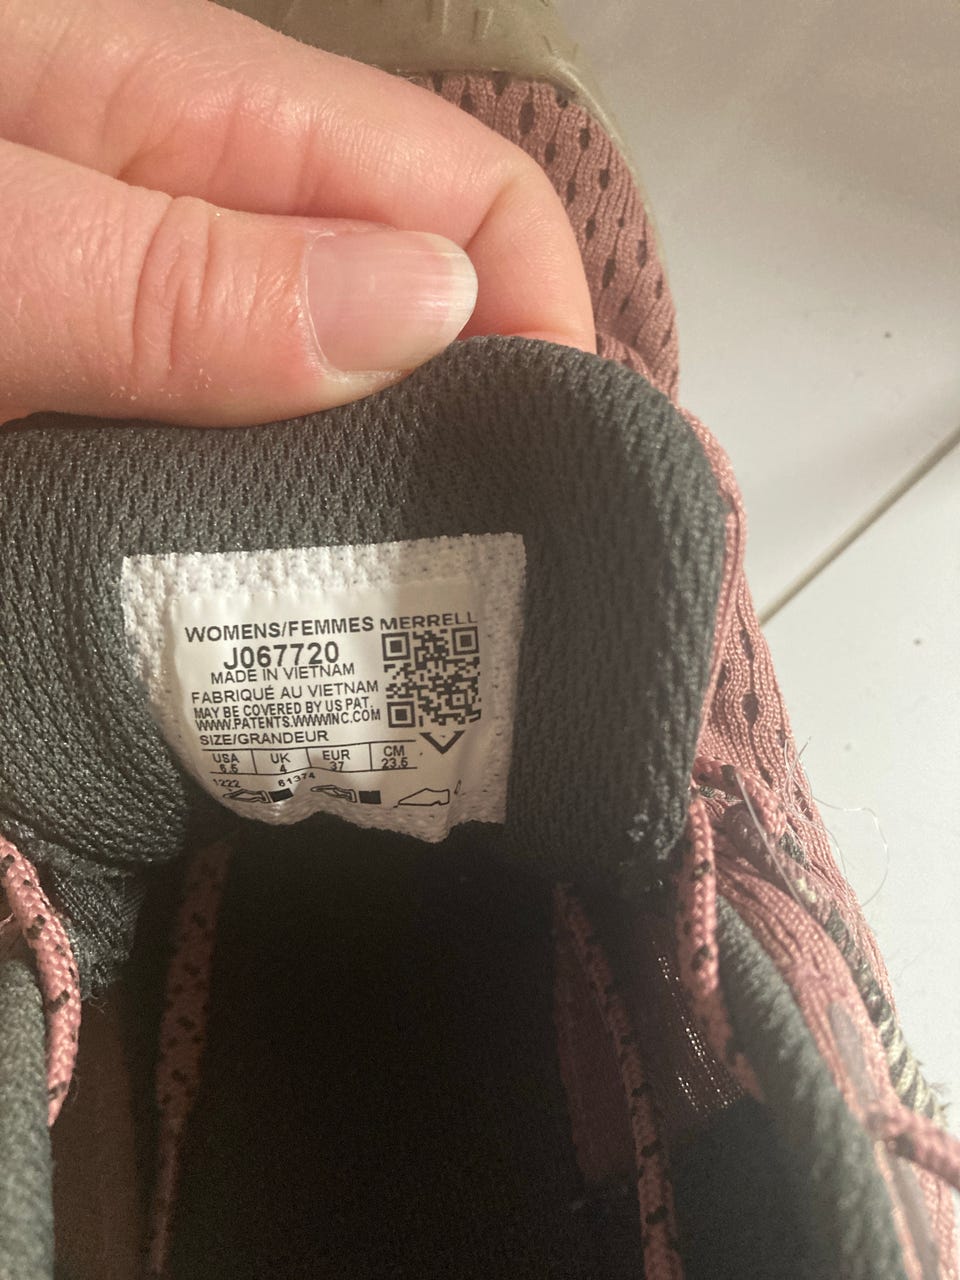 WOMENS/FEMMES MERRELL
J067720
MADE IN VIETNAM
FABRIQUÉ AU VIETNAM
MAY BE COVERED BY US PAT.
WWW.PATENTS.WWWINC.COM
SIZE/GRANDEUR
USA UK EUR CM
6.5 4 37 23.5
1222 61374